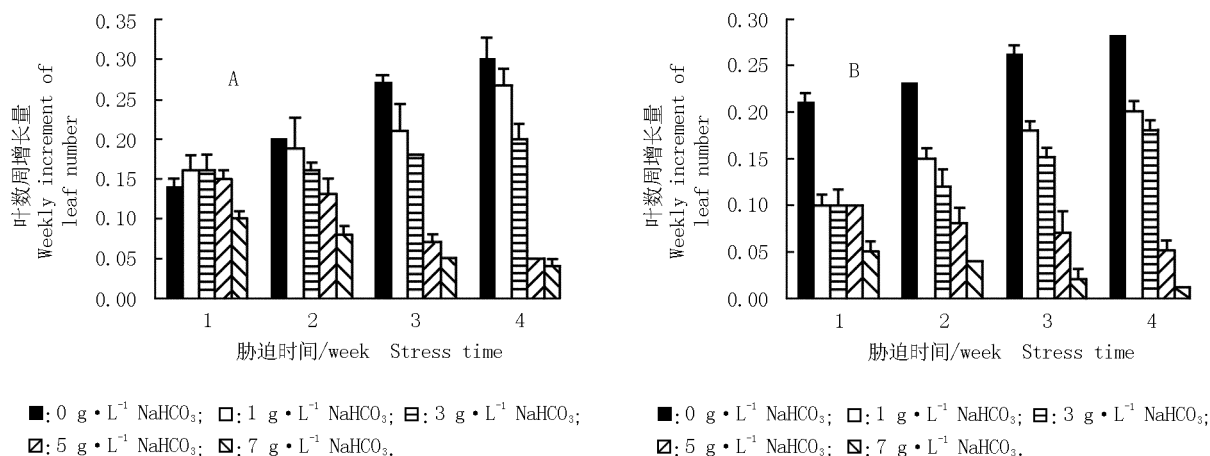 叶数周增长量
Weekly increment of
leaf number
0.35
0.30
0.25
0.20
0.15
0.10
0.05
0.00
A
1 2 3 4
胁迫时间/week Stress time
■: 0 g·L⁻¹ NaHCO₃; □: 1 g·L⁻¹ NaHCO₃; 3 g·L⁻¹ NaHCO₃;
: 5 g·L⁻¹ NaHCO₃; : 7 g·L⁻¹ NaHCO₃.
叶数周增长量
Weekly increment of
leaf number
0.30
0.25
0.20
0.15
0.10
0.05
0.00
B
1 2 3 4
胁迫时间/week Stress time
■: 0 g·L⁻¹ NaHCO₃; □: 1 g·L⁻¹ NaHCO₃; : 3 g·L⁻¹ NaHCO₃;
: 5 g·L⁻¹ NaHCO₃; : 7 g·L⁻¹ NaHCO₃.